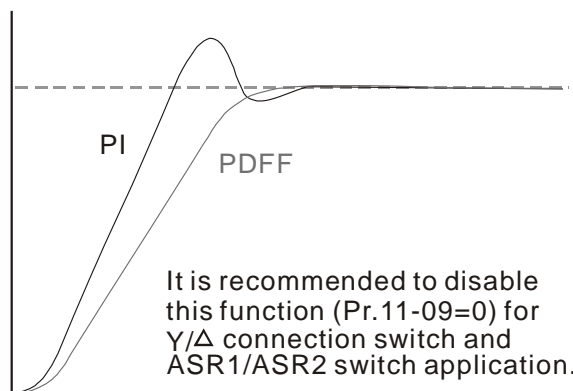 PI
PDFF
It is recommended to disable
this function (Pr.11-09=0) for
Y/Δ connection switch and
ASR1/ASR2 switch application.